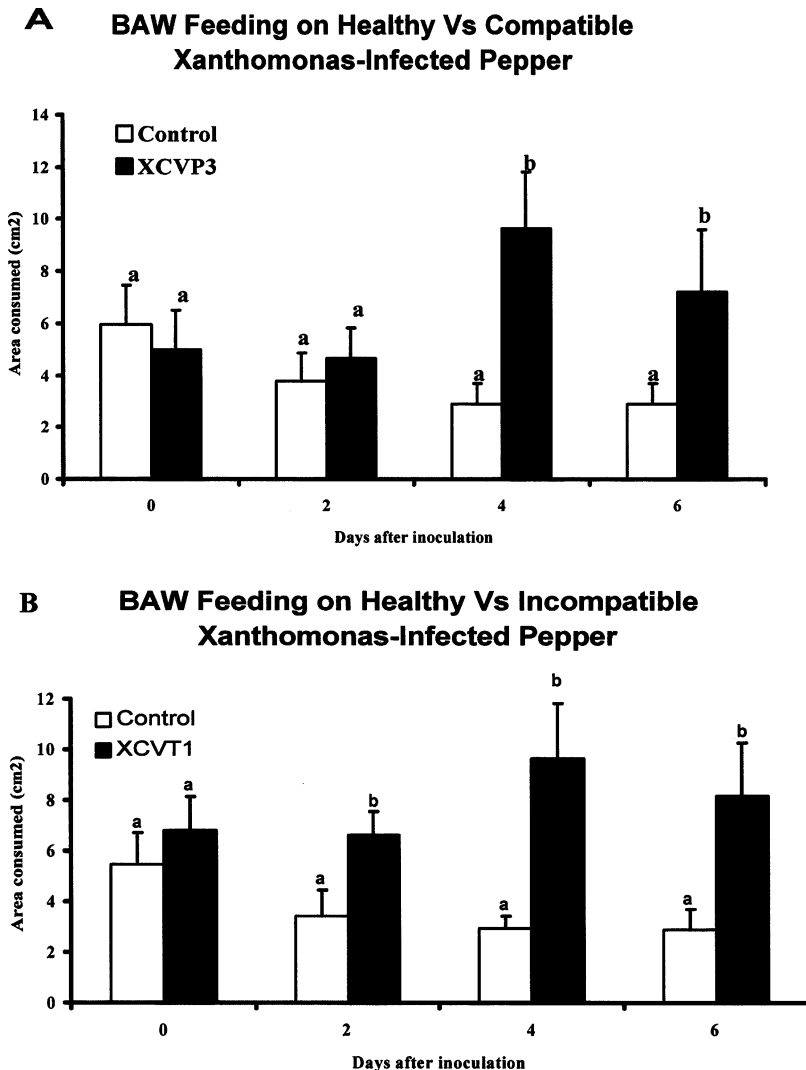 A
BAW Feeding on Healthy Vs Compatible
Xanthomonas-Infected Pepper
14
12
10
8
6
4
2
0
Area consumed (cm2)
Control
XCVP3
a
a
a
a
a
b
a
b
0
2
4
6
Days after inoculation
B
BAW Feeding on Healthy Vs Incompatible
Xanthomonas-Infected Pepper
12
10
8
6
4
2
0
Area consumed (cm2)
Control
XCVT1
a
a
a
b
a
b
a
b
0
2
4
6
Days after inoculation